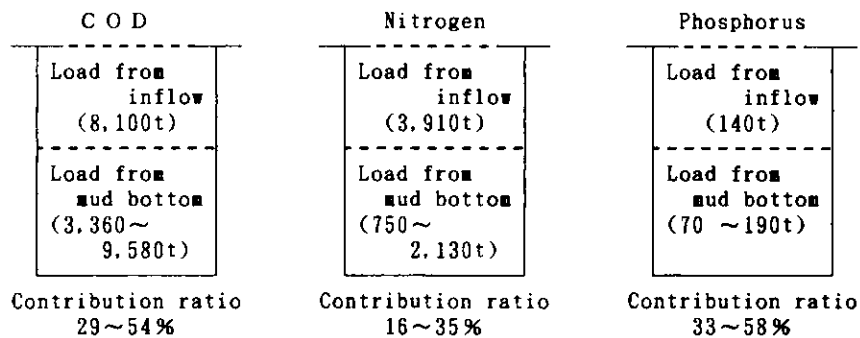 COD
Load from
inflow
(8,100t)
Load from
mud bottom
(3,360~
9,580t)
Contribution ratio
29~54%
Nitrogen
Load from
inflow
(3,910t)
Load from
mud bottom
(750~
2,130t)
Contribution ratio
16~35%
Phosphorus
Load from
inflow
(140t)
Load from
mud bottom
(70 ~190t)
Contribution ratio
33~58%